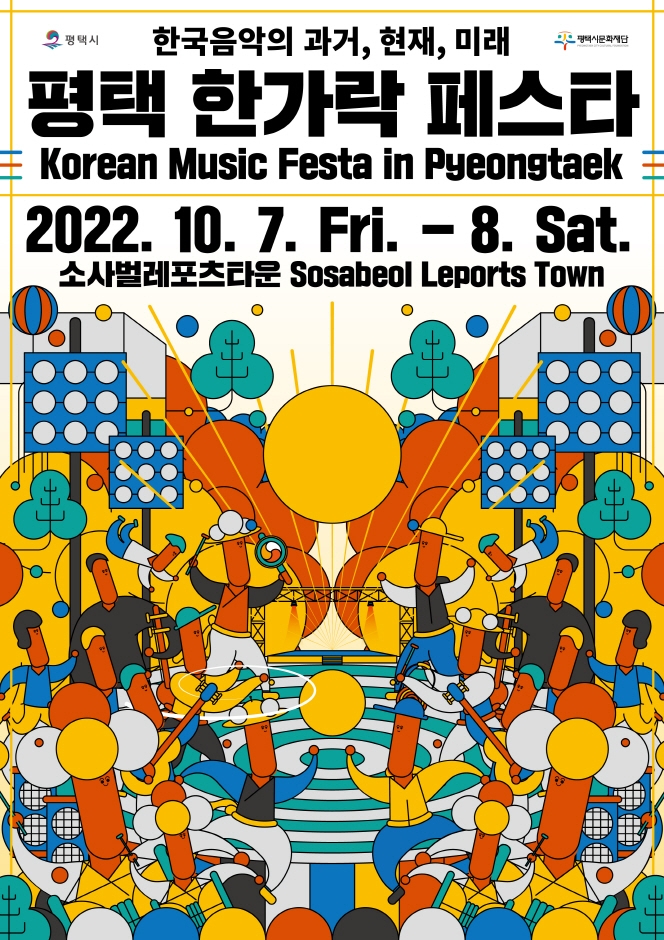 평택시
한국음악의 과거, 현재, 미래
평택시문화재단
평택 한가락 페스타
Korean Music Festa in Pyeongtaek
2022. 10. 7. Fri. – 8. Sat.
소사벌레포츠타운 Sosabeol Leports Town